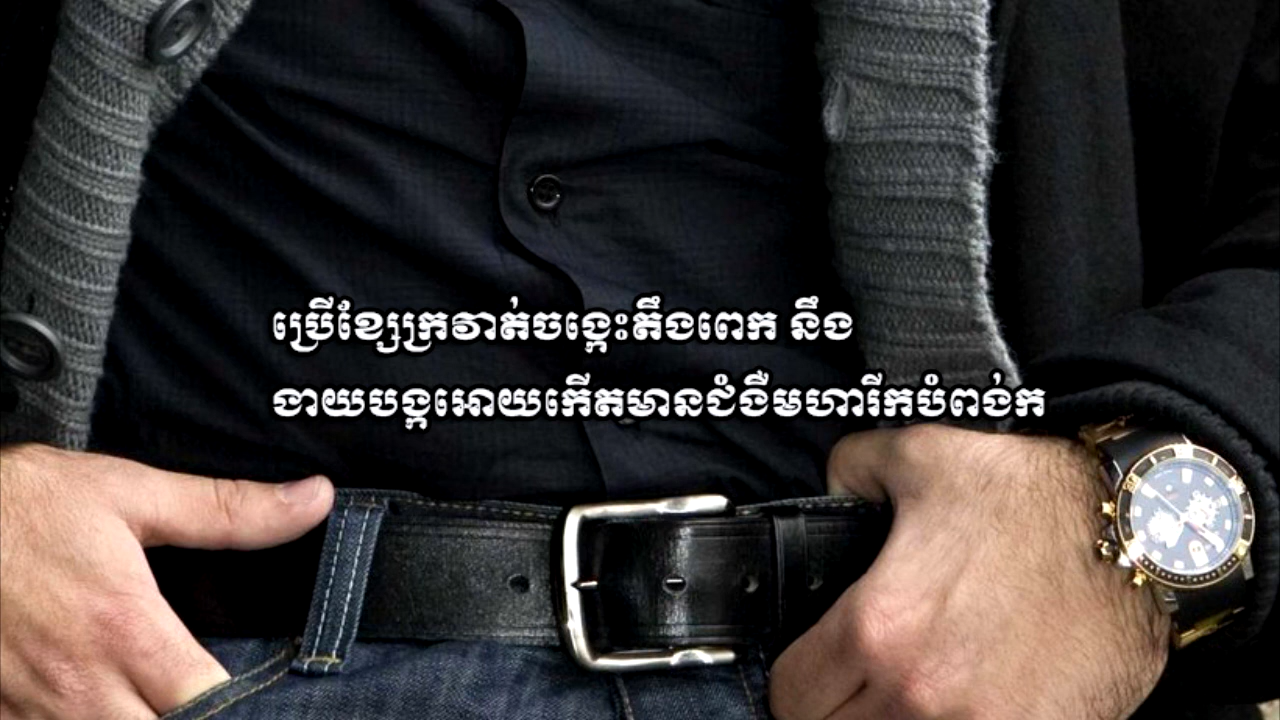 ប្រើខ្សែក្រវាត់ចង្កេះតឹងពេក នឹង
ងាយបង្កអោយកើតមានជំងឺមហារីកបំពង់ក